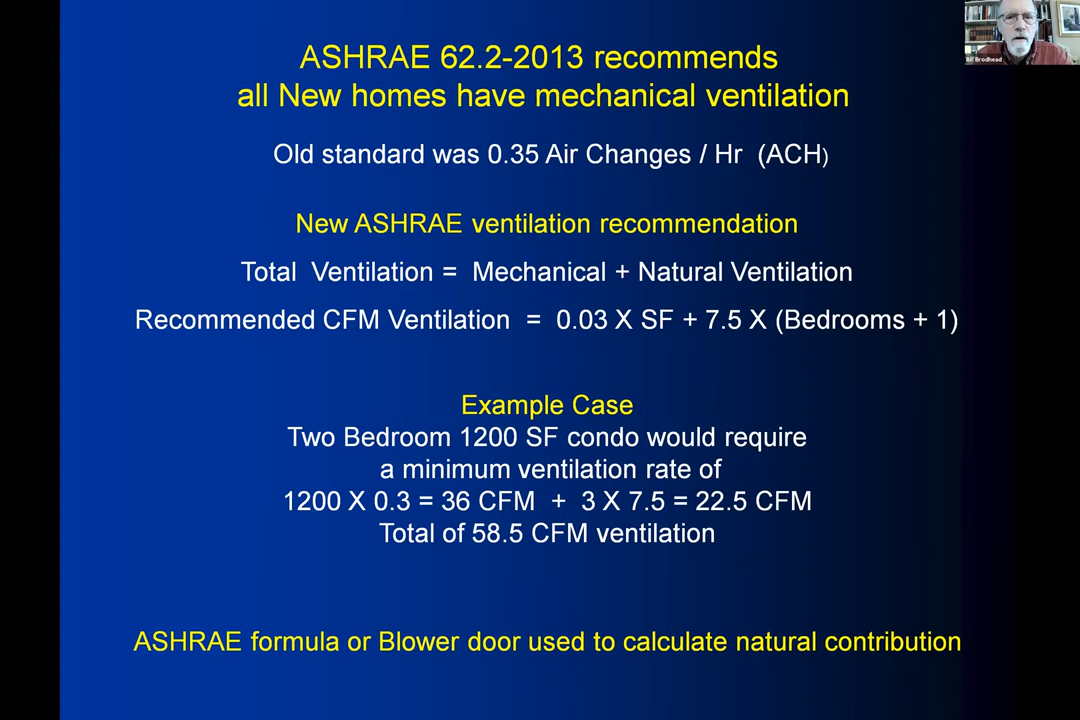 ASHRAE 62.2-2013 recommends
all New homes have mechanical ventilation
Old standard was 0.35 Air Changes / Hr (ACH)
New ASHRAE ventilation recommendation
Total Ventilation = Mechanical + Natural Ventilation
Recommended CFM Ventilation = 0.03 X SF + 7.5 X (Bedrooms + 1)
Example Case
Two Bedroom 1200 SF condo would require
a minimum ventilation rate of
1200 X 0.3 = 36 CFM + 3 X 7.5 = 22.5 CFM
Total of 58.5 CFM ventilation
ASHRAE formula or Blower door used to calculate natural contribution
Bill Brodhead